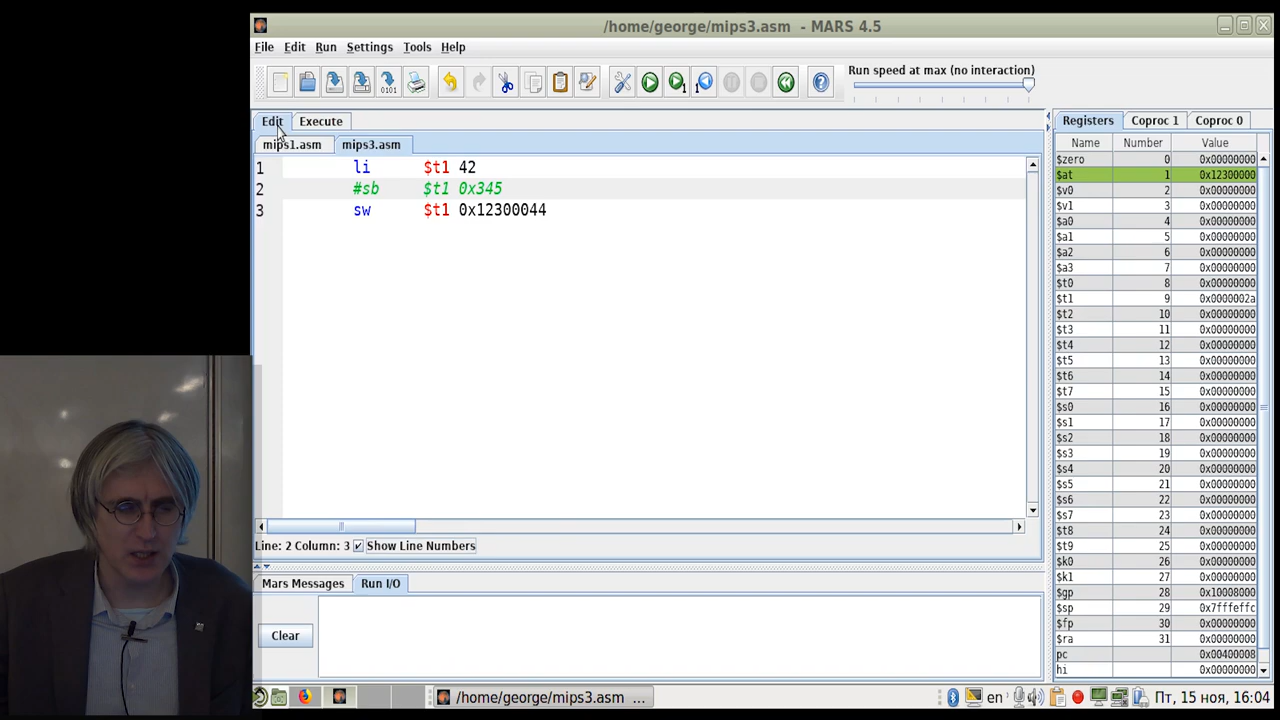 /home/george/mips3.asm - MARS 4.5
File Edit Run Settings Tools Help
Run speed at max (no interaction)
Edit Execute
mips1.asm mips3.asm
1 li $t1 42
2 #sb $t1 0x345
3 sw $t1 0x12300044
Line: 2 Column: 3 Show Line Numbers
Mars Messages Run I/O
Clear
Registers Coproc 1 Coproc 0
Name Number Value
$zero 0 0x00000000
$at 1 0x12300000
$v0 2 0x00000000
$v1 3 0x00000000
$a0 4 0x00000000
$a1 5 0x00000000
$a2 6 0x00000000
$a3 7 0x00000000
$t0 8 0x00000000
$t1 9 0x0000002a
$t2 10 0x00000000
$t3 11 0x00000000
$t4 12 0x00000000
$t5 13 0x00000000
$t6 14 0x00000000
$t7 15 0x00000000
$s0 16 0x00000000
$s1 17 0x00000000
$s2 18 0x00000000
$s3 19 0x00000000
$s4 20 0x00000000
$s5 21 0x00000000
$s6 22 0x00000000
$s7 23 0x00000000
$t8 24 0x00000000
$t9 25 0x00000000
$k0 26 0x00000000
$k1 27 0x00000000
$gp 28 0x10008000
$sp 29 0x7fffeffc
$fp 30 0x00000000
$ra 31 0x00000000
pc 0x00400008
hi 0x00000000
/home/george/mips3.asm ...
en
Пт, 15 ноя, 16:04